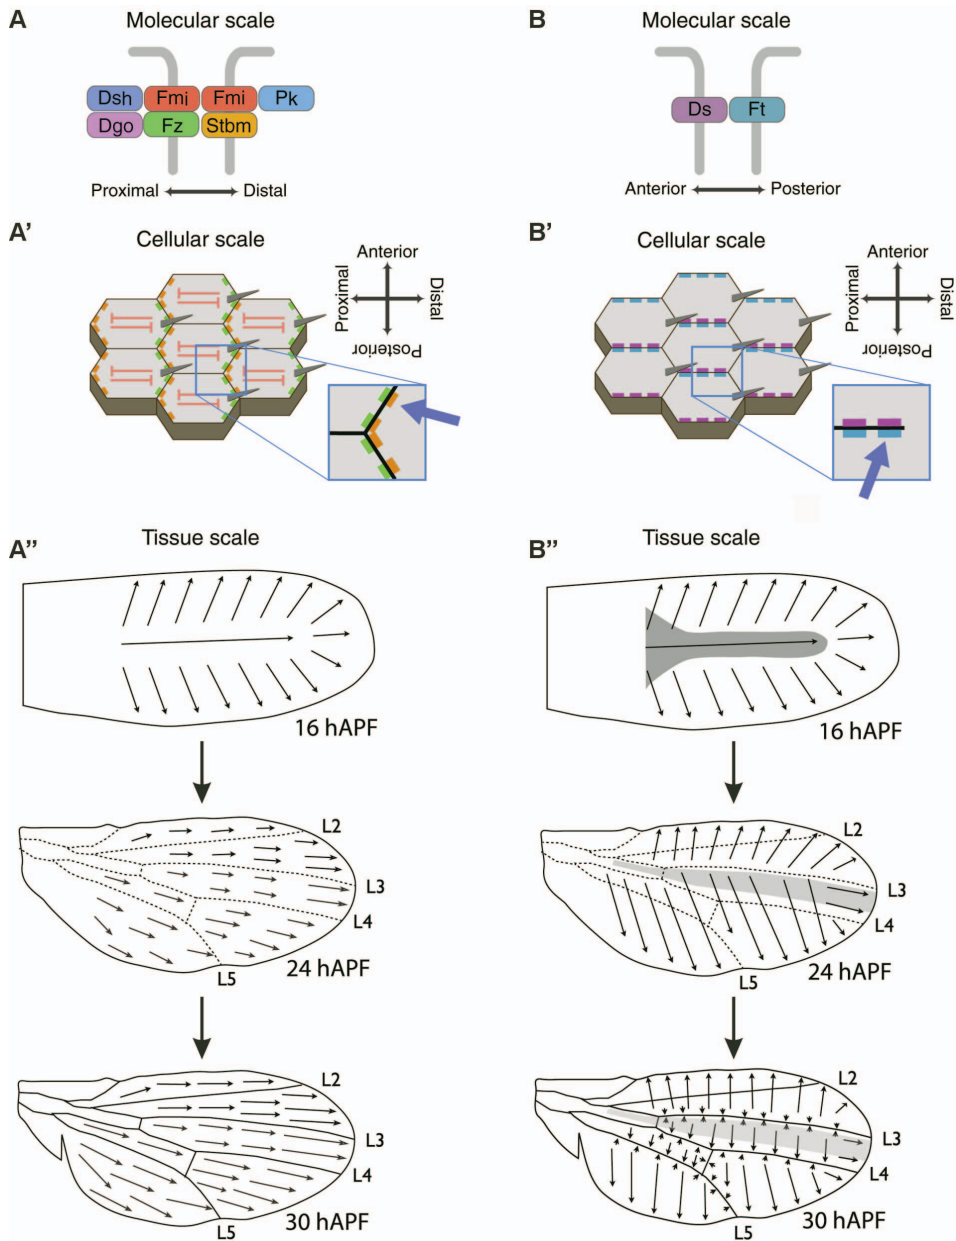 A
Molecular scale
Dsh Fmi Fmi Pk
Dgo Fz Stbm
Proximal Distal
B
Molecular scale
Ds Ft
Anterior Posterior
A'
Cellular scale
Anterior
Proximal
Distal
Posterior
B'
Cellular scale
Anterior
Proximal
Distal
Posterior
A"
Tissue scale
16 hAPF
L2
L3
L4
L5
24 hAPF
L2
L3
L4
L5
30 hAPF
B"
Tissue scale
16 hAPF
L2
L3
L4
L5
24 hAPF
L2
L3
L4
L5
30 hAPF